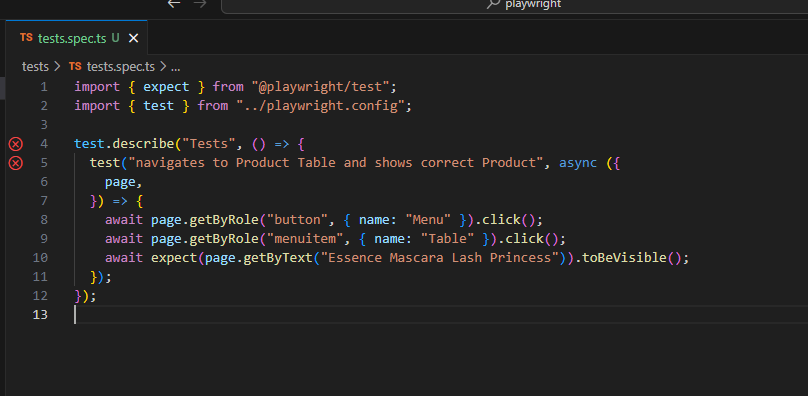 playwright
TS tests.spec.ts U
tests > TS tests.spec.ts > ...
1 import { expect } from "@playwright/test";
2 import { test } from "../playwright.config";
3
4 test.describe("Tests", () => {
5 test("navigates to Product Table and shows correct Product", async ({
6 page,
7 }) => {
8 await page.getByRole("button", { name: "Menu" }).click();
9 await page.getByRole("menuitem", { name: "Table" }).click();
10 await expect(page.getByText("Essence Mascara Lash Princess")).toBeVisible();
11 });
12 });
13